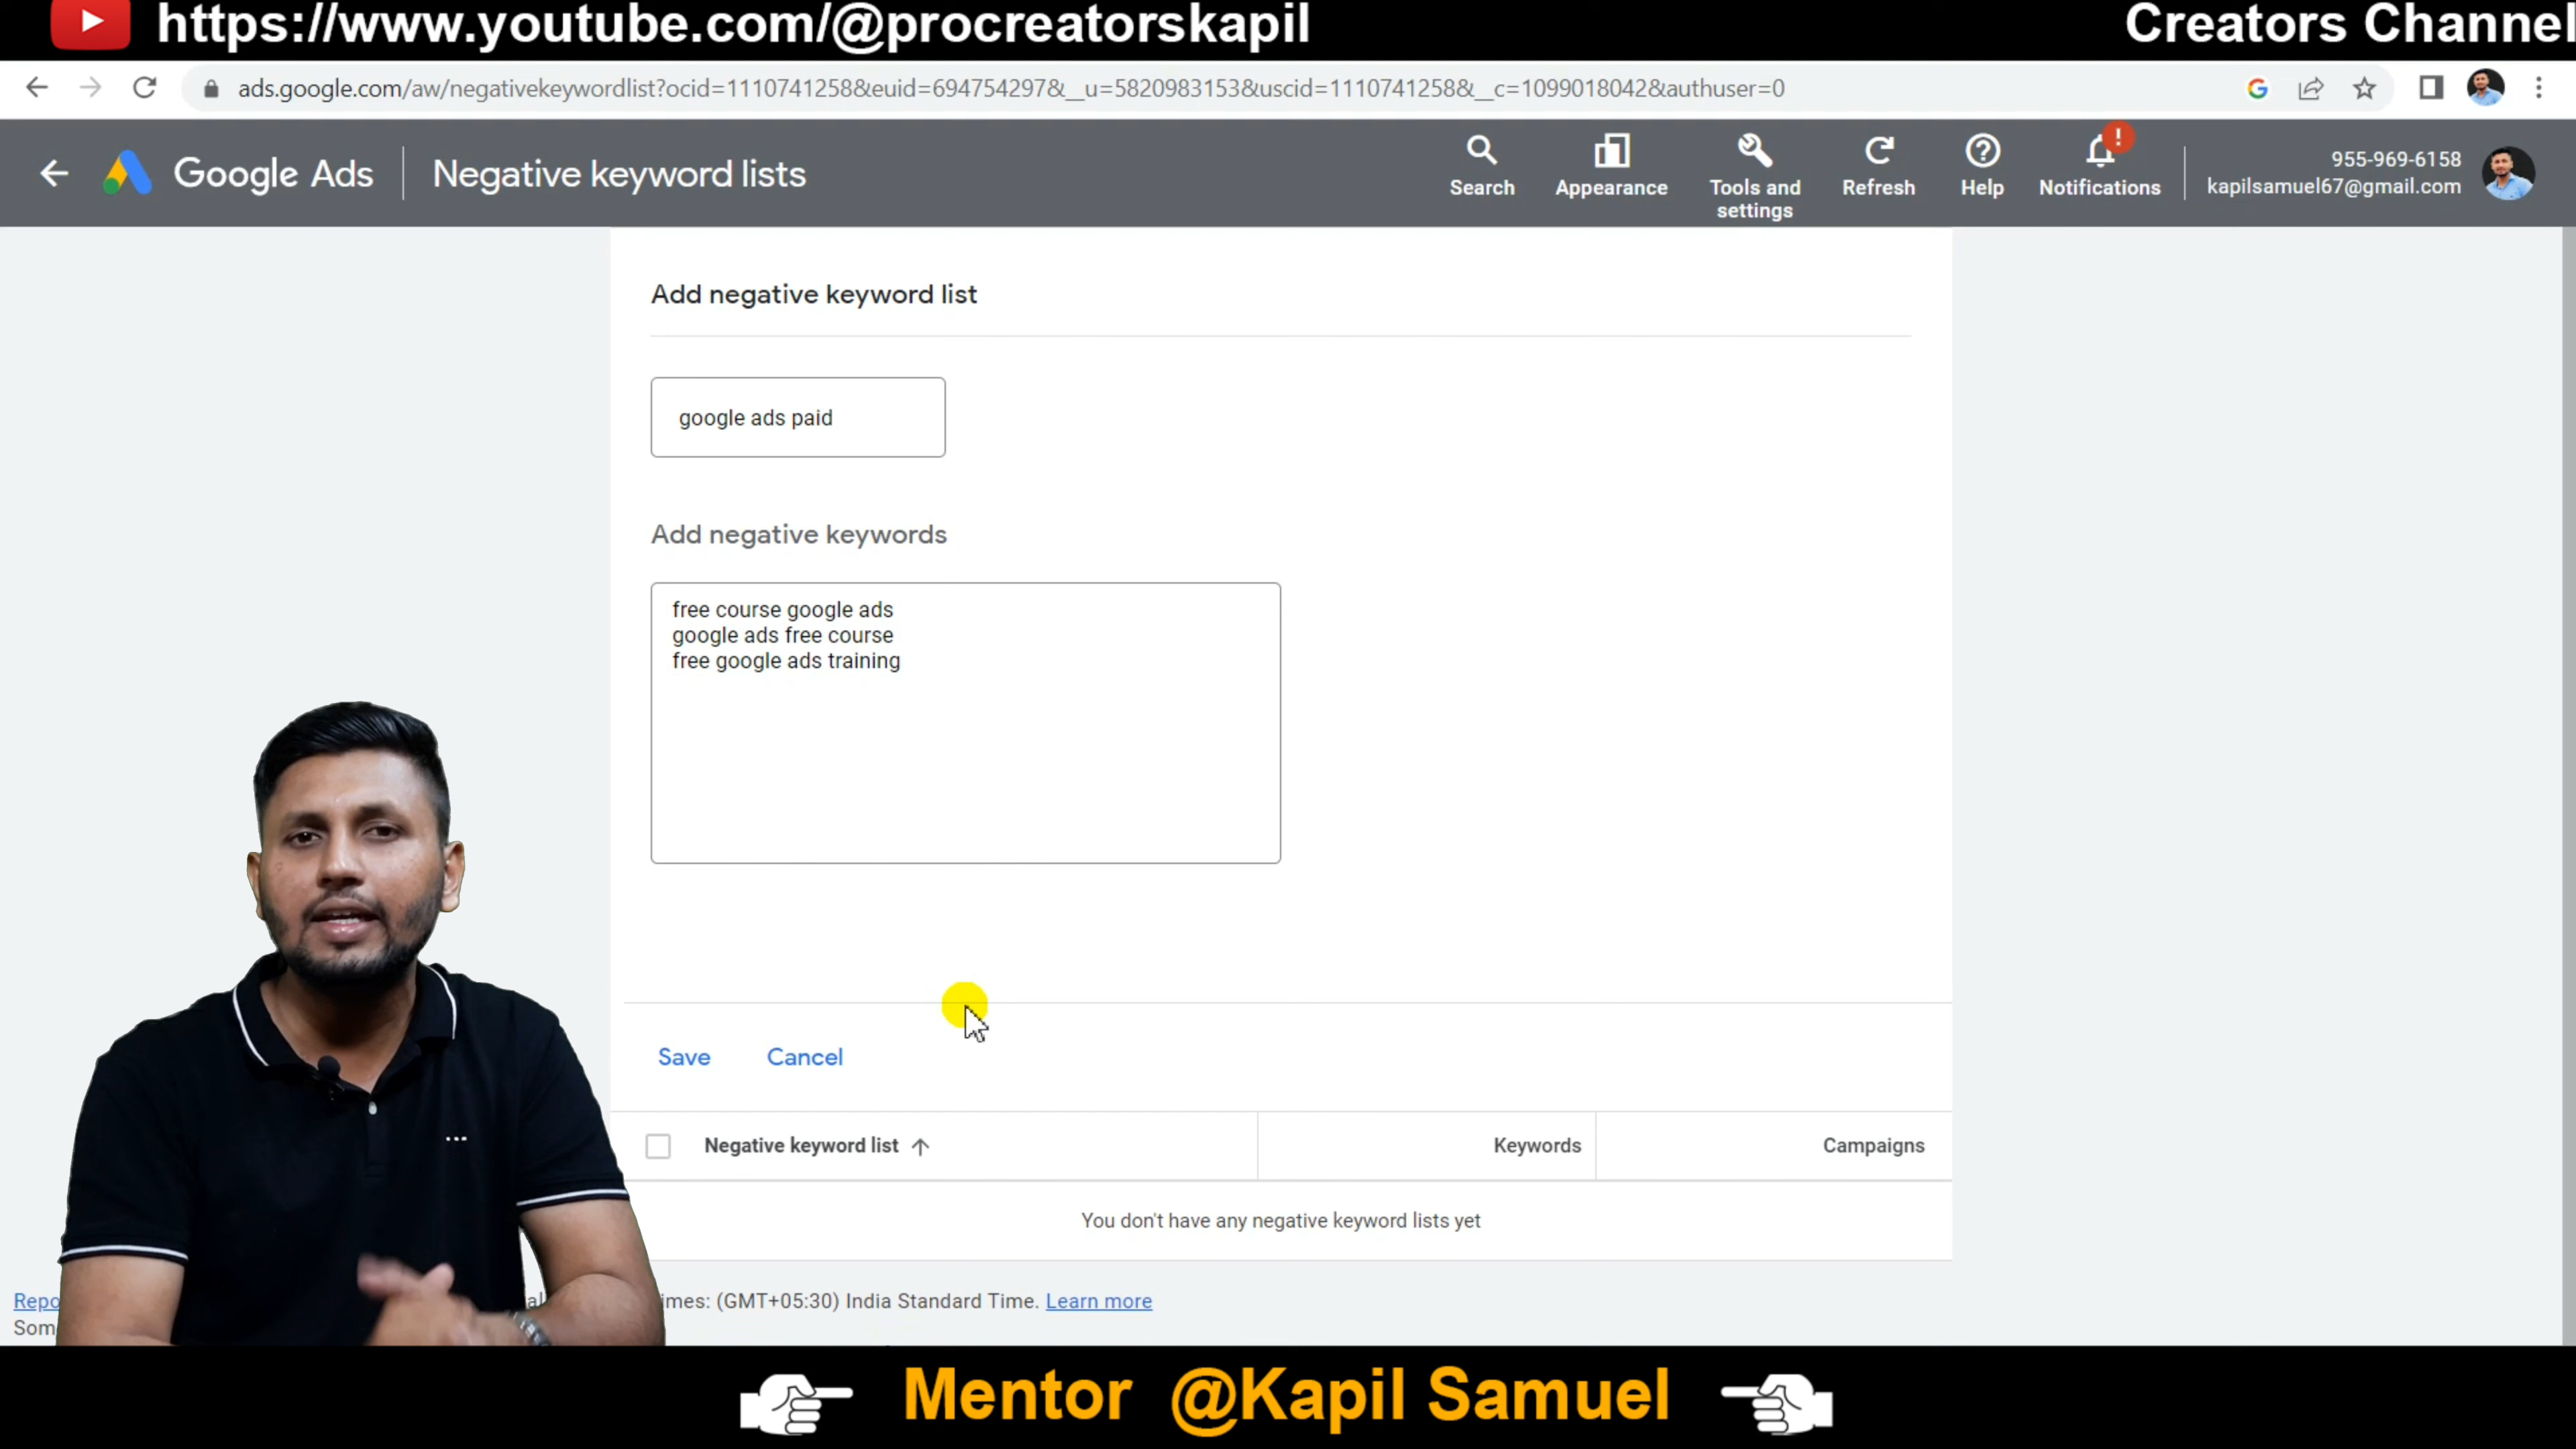 https://www.youtube.com/@procreatorskapil
Creators Channel
ads.google.com/aw/negativekeywordlist?ocid=1110741258&euid=694754297&__u=5820983153&uscid=1110741258&__c=1099018042&authuser=0
Google Ads
Negative keyword lists
Search
Appearance
Tools and
settings
Refresh
Help
Notifications
955-969-6158
kapilsamuel67@gmail.com
Add negative keyword list
google ads paid
Add negative keywords
free course google ads
google ads free course
free google ads training
Save
Cancel
Negative keyword list
Keywords
Campaigns
You don't have any negative keyword lists yet
(GMT+05:30) India Standard Time. Learn more
Mentor @Kapil Samuel